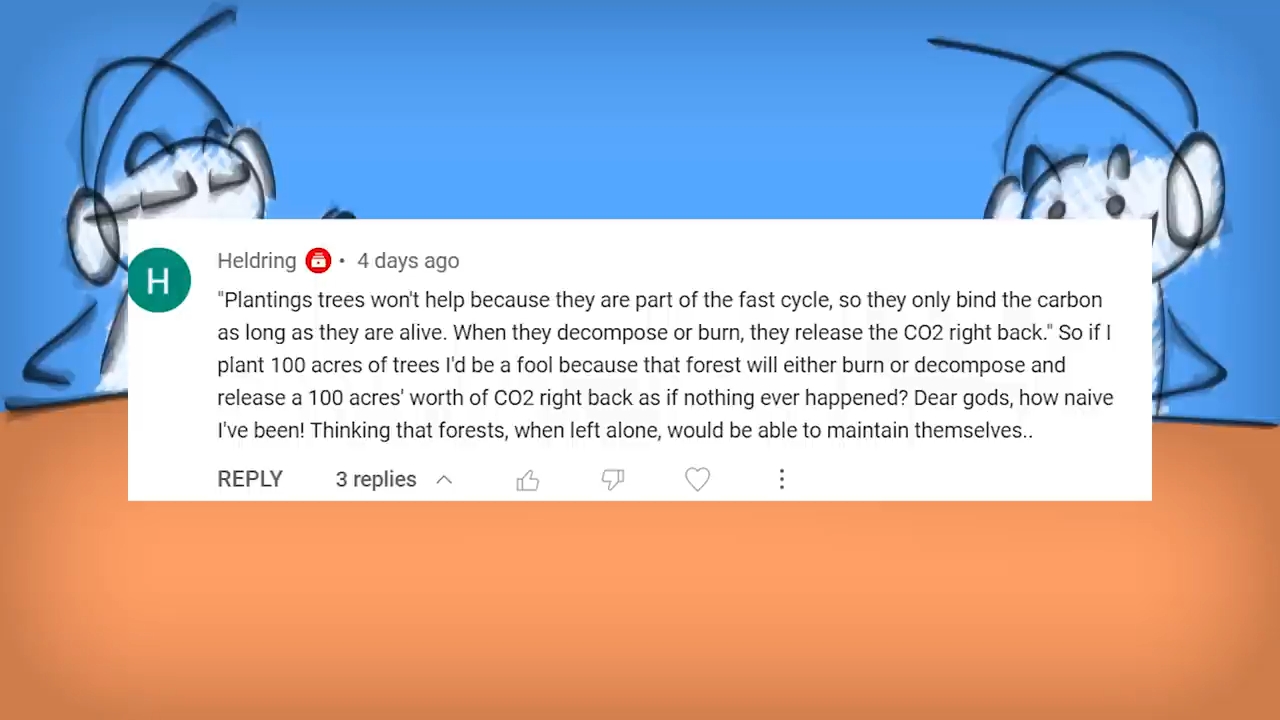 Heldring • 4 days ago
H
"Plantings trees won't help because they are part of the fast cycle, so they only bind the carbon
as long as they are alive. When they decompose or burn, they release the CO2 right back." So if I
plant 100 acres of trees I'd be a fool because that forest will either burn or decompose and
release a 100 acres' worth of CO2 right back as if nothing ever happened? Dear gods, how naive
I've been! Thinking that forests, when left alone, would be able to maintain themselves..
REPLY 3 replies